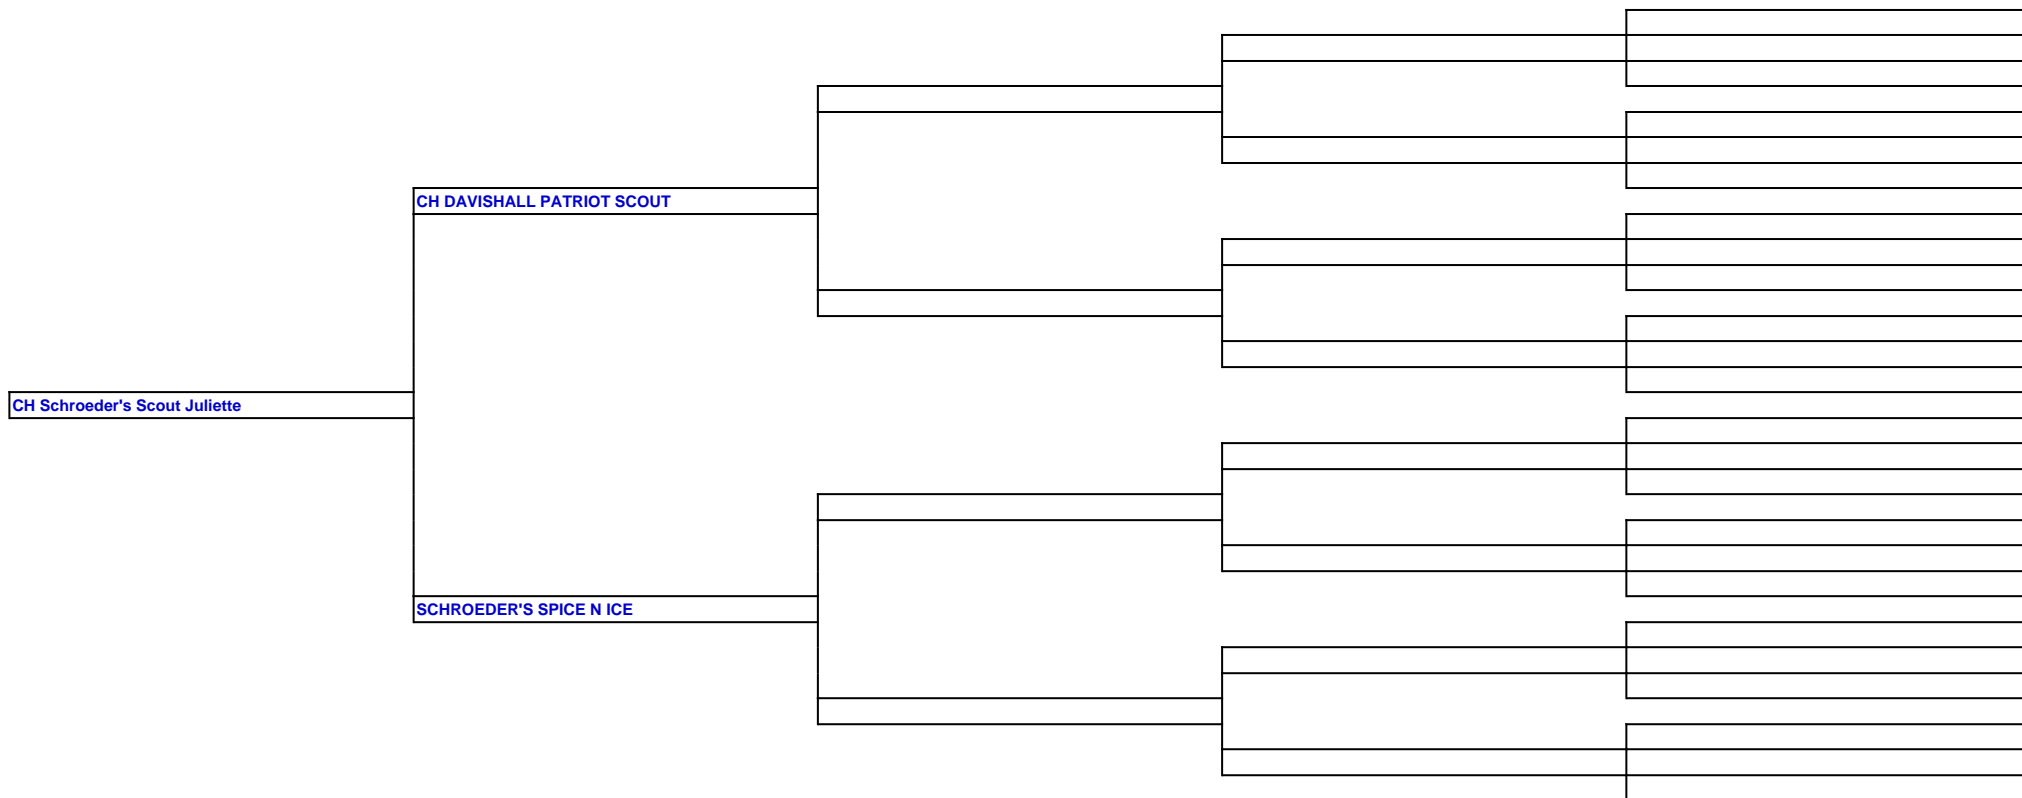 CH DAVISHALL PATRIOT SCOUT
CH Schroeder's Scout Juliette
SCHROEDER'S SPICE N ICE